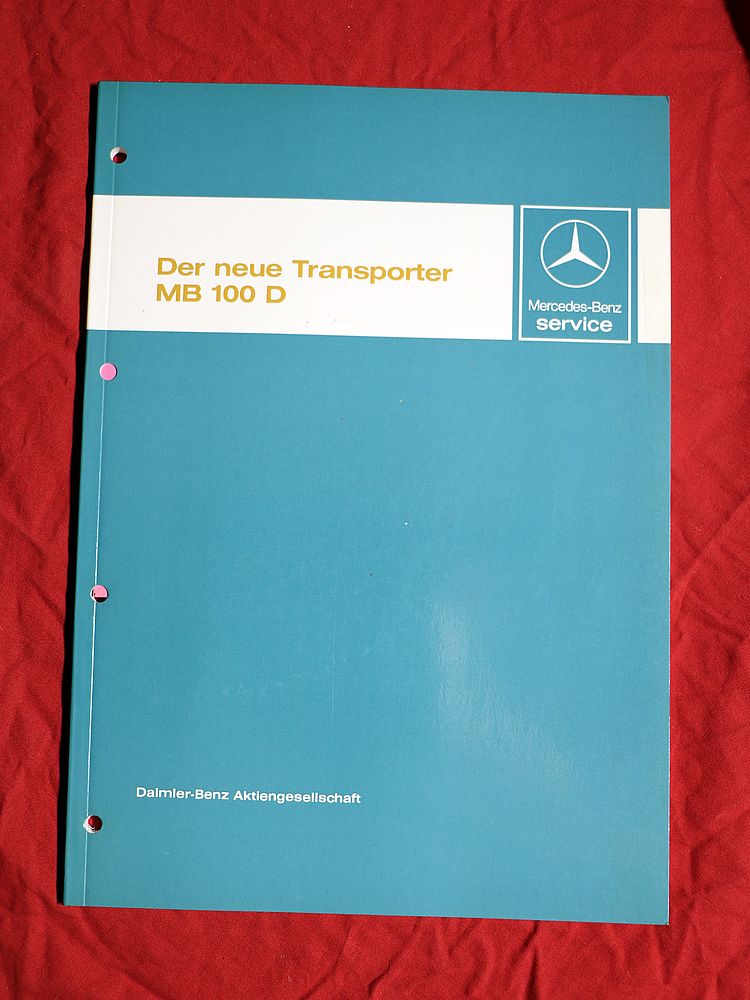 Der neue Transporter
MB 100 D
Mercedes-Benz
service
Daimler-Benz Aktiengesellschaft